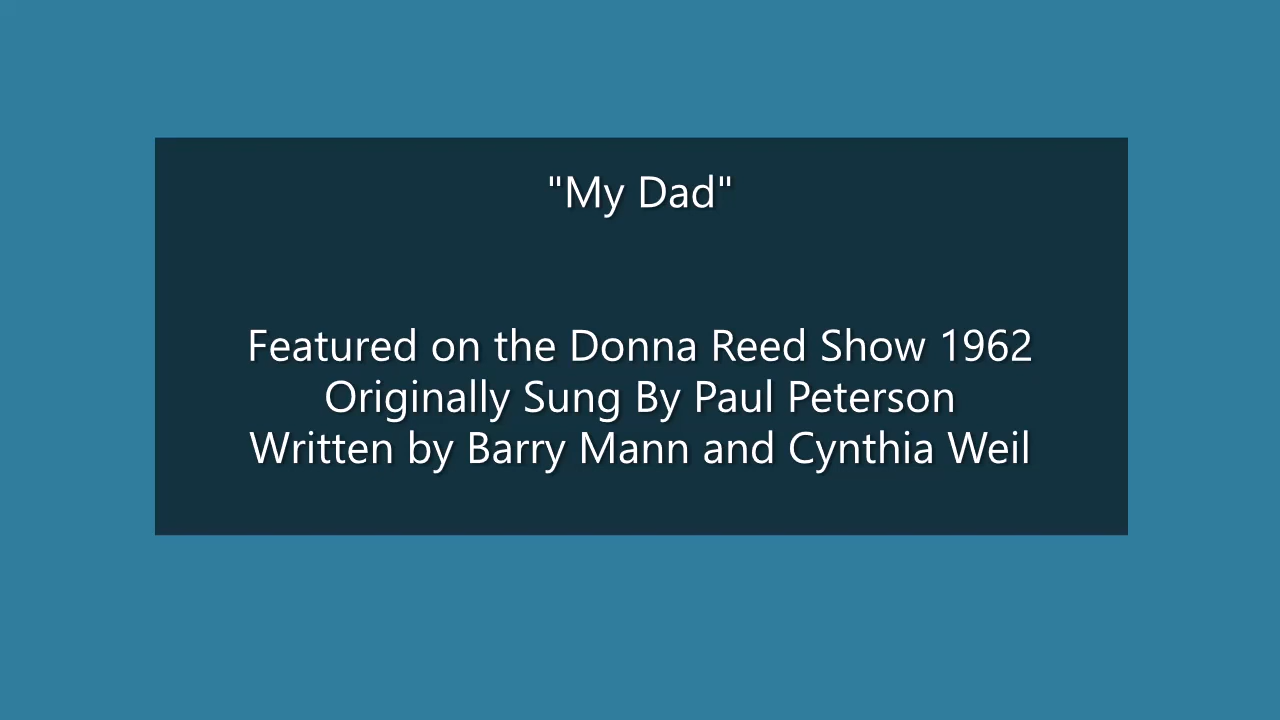 "My Dad"
Featured on the Donna Reed Show 1962
Originally Sung By Paul Peterson
Written by Barry Mann and Cynthia Weil